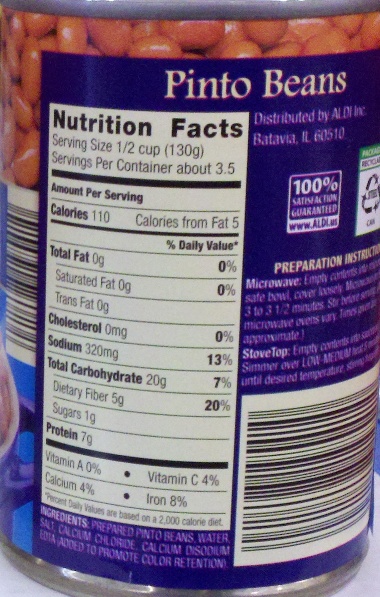 Pinto Beans
Nutrition Facts
Serving Size 1/2 cup (130g)
Servings Per Container about 3.5
Amount Per Serving
Calories 110 Calories from Fat 5
% Daily Value*
Total Fat 0g 0%
Saturated Fat 0g 0%
Trans Fat 0g
Cholesterol 0mg 0%
Sodium 320mg 13%
Total Carbohydrate 20g 7%
Dietary Fiber 5g 20%
Sugars 1g
Protein 7g
Vitamin A 0% • Vitamin C 4%
Calcium 4% • Iron 8%
*Percent Daily Values are based on a 2,000 calorie diet.
INGREDIENTS: PREPARED PINTO BEANS, WATER,
SALT, CALCIUM CHLORIDE, CALCIUM DISODIUM
EDTA (ADDED TO PROMOTE COLOR RETENTION).
Distributed by ALDI Inc.
Batavia, IL 60510
100%
SATISFACTION
GUARANTEED
www.ALDI.us
STEEL
CAN
PREPARATION
Microwave: Empty contents into
safe bowl, cover loosely.
3 to 3 1/2 minutes. Stir before
microwave ovens vary. Times
approximate.)
StoveTop: Empty contents into
Simmer over LOW-MEDIUM heat
until desired temperature, stirring